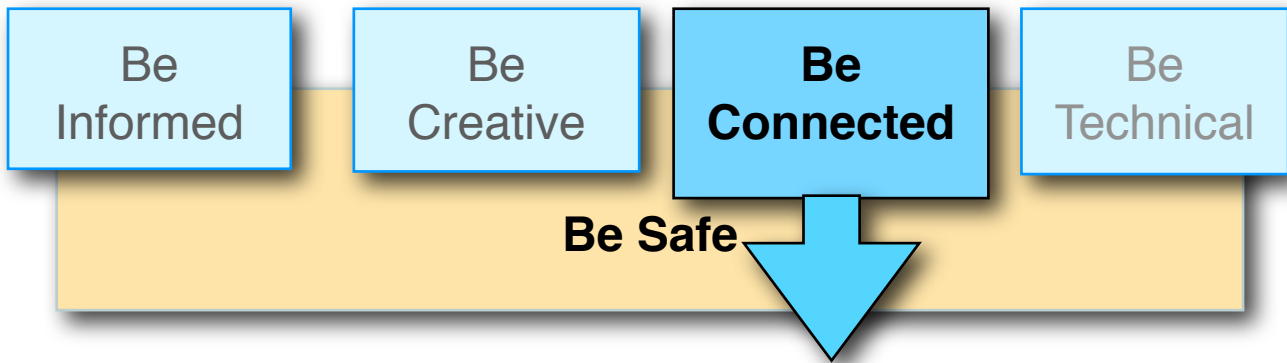 Be
Informed
Be
Creative
Be
Connected
Be
Technical
Be Safe